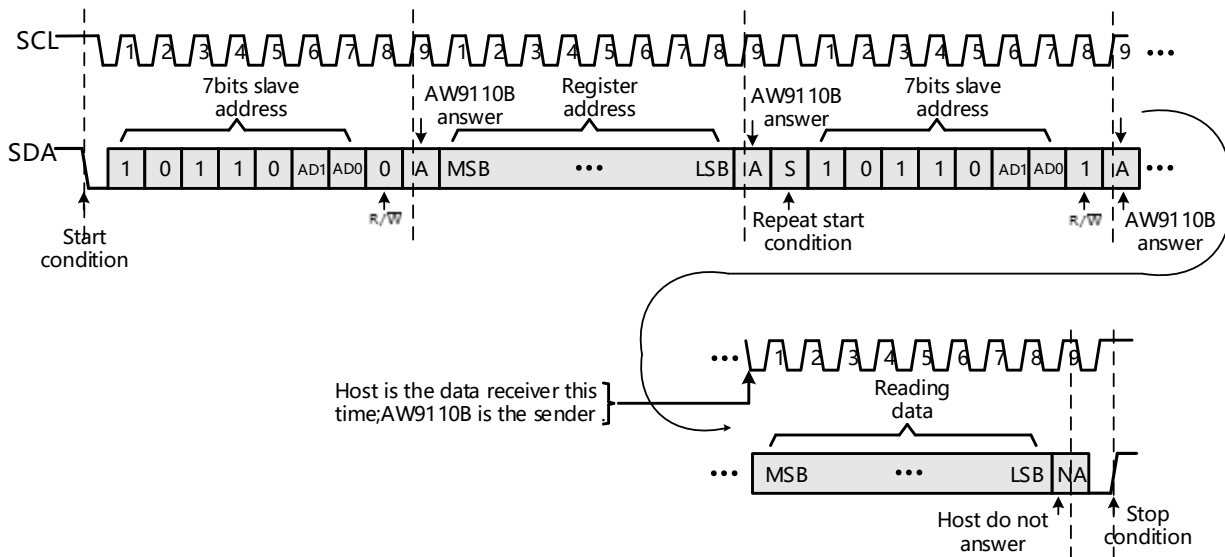 SCL 1 2 3 4 5 6 7 8 9 1 2 3 4 5 6 7 8 9 1 2 3 4 5 6 7 8 9 •••
7bits slave
address
AW9110B
answer
Register
address
AW9110B
answer
7bits slave
address
SDA 1 0 1 1 0 AD1 AD0 0 A MSB ••• LSB A S 1 0 1 1 0 AD1 AD0 1 A •••
Start
condition
R/W̅
Repeat start
condition
R/W̅
AW9110B
answer
••• 1 2 3 4 5 6 7 8 9
Host is the data receiver this
time;AW9110B is the sender .
Reading
data
••• MSB ••• LSB NA
Host do not
answer
Stop
condition